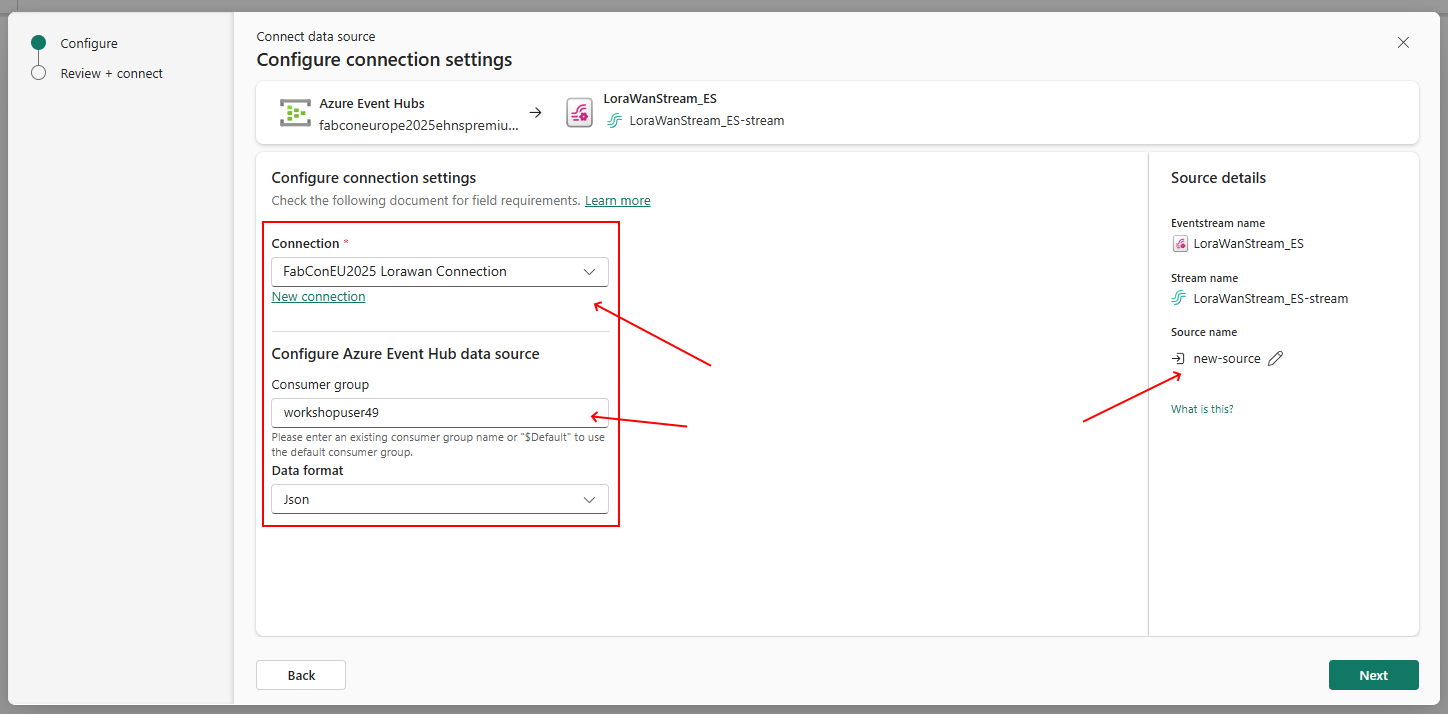 Configure
Review + connect
Connect data source
Configure connection settings
Azure Event Hubs
fabconeurope2025ehnspremiu...
LoraWanStream_ES
LoraWanStream_ES-stream
Configure connection settings
Check the following document for field requirements. Learn more
Connection *
FabConEU2025 Lorawan Connection
New connection
Configure Azure Event Hub data source
Consumer group
workshopuser49
Please enter an existing consumer group name or "$Default" to use
the default consumer group.
Data format
Json
Source details
Eventstream name
LoraWanStream_ES
Stream name
LoraWanStream_ES-stream
Source name
new-source
What is this?
Back
Next